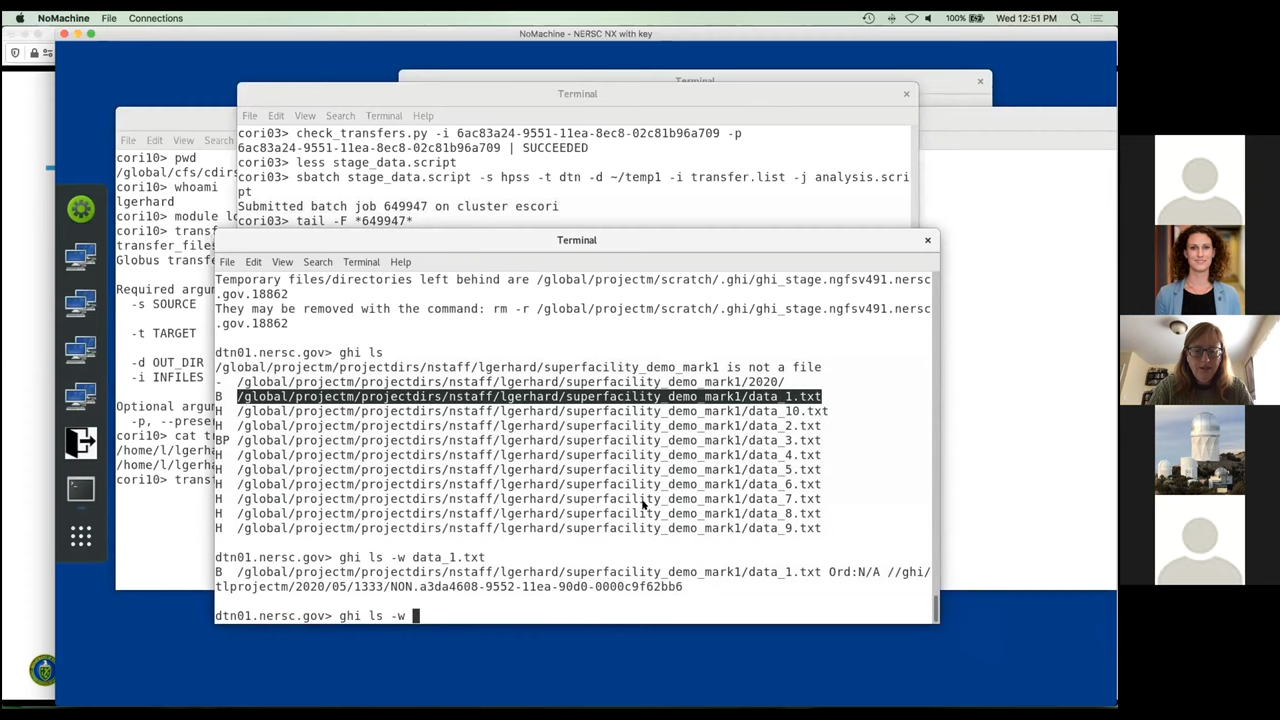 NoMachine File Connections
100% Wed 12:51 PM
NoMachine - NERSC NX with key
Terminal
Terminal
File Edit View Search Terminal Help
cori03> check_transfers.py -i 6ac83a24-9551-11ea-8ec8-02c81b96a709 -p
6ac83a24-9551-11ea-8ec8-02c81b96a709 | SUCCEEDED
cori03> less stage_data.script
cori03> sbatch stage_data.script -s hpss -t dtn -d ~/temp1 -i transfer.list -j analysis.scri
pt
Submitted batch job 649947 on cluster escori
cori03> tail -F *649947*
File Edit View Search
cori10> pwd
/global/cfs/cdirs
cori10> whoami
lgerhard
cori10> module lo
cori10> transf
transfer_files
Globus transfe
Required argum
-s SOURCE
-t TARGET
-d OUT_DIR
-i INFILES
Optional argum
-p, --preser
cori10> cat tr
/home/l/lgerha
/home/l/lgerha
cori10> transf
Terminal
File Edit View Search Terminal Help
Temporary files/directories left behind are /global/projectm/scratch/.ghi/ghi_stage.ngfsv491.nersc
.gov.18862
They may be removed with the command: rm -r /global/projectm/scratch/.ghi/ghi_stage.ngfsv491.nersc
.gov.18862
dtn01.nersc.gov> ghi ls
/global/projectm/projectdirs/nstaff/lgerhard/superfacility_demo_mark1 is not a file
- /global/projectm/projectdirs/nstaff/lgerhard/superfacility_demo_mark1/2020/
B /global/projectm/projectdirs/nstaff/lgerhard/superfacility_demo_mark1/data_1.txt
H /global/projectm/projectdirs/nstaff/lgerhard/superfacility_demo_mark1/data_10.txt
H /global/projectm/projectdirs/nstaff/lgerhard/superfacility_demo_mark1/data_2.txt
BP /global/projectm/projectdirs/nstaff/lgerhard/superfacility_demo_mark1/data_3.txt
H /global/projectm/projectdirs/nstaff/lgerhard/superfacility_demo_mark1/data_4.txt
H /global/projectm/projectdirs/nstaff/lgerhard/superfacility_demo_mark1/data_5.txt
H /global/projectm/projectdirs/nstaff/lgerhard/superfacility_demo_mark1/data_6.txt
H /global/projectm/projectdirs/nstaff/lgerhard/superfacility_demo_mark1/data_7.txt
H /global/projectm/projectdirs/nstaff/lgerhard/superfacility_demo_mark1/data_8.txt
H /global/projectm/projectdirs/nstaff/lgerhard/superfacility_demo_mark1/data_9.txt
dtn01.nersc.gov> ghi ls -w data_1.txt
B /global/projectm/projectdirs/nstaff/lgerhard/superfacility_demo_mark1/data_1.txt Ord:N/A //ghi/
tlprojectm/2020/05/1333/NON.a3da4608-9552-11ea-90d0-0000c9f62bb6
dtn01.nersc.gov> ghi ls -w